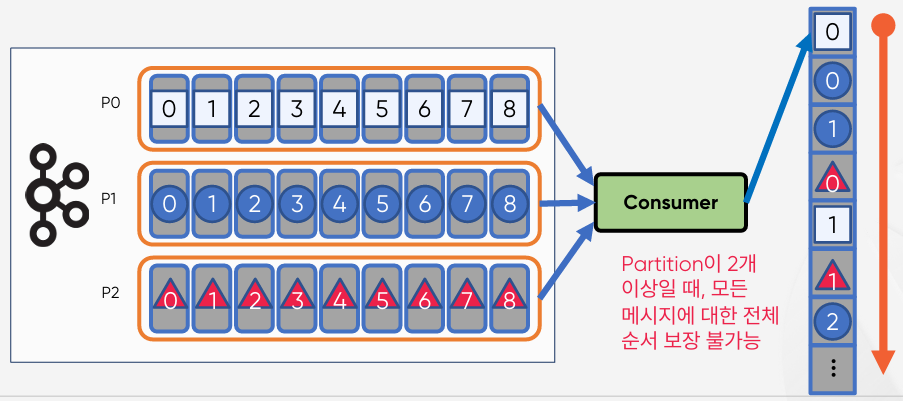 P0
0 1 2 3 4 5 6 7 8
P1
0 1 2 3 4 5 6 7 8
P2
0 1 2 3 4 5 6 7 8
Consumer
Partition이 2개
이상일 때, 모든
메시지에 대한 전체
순서 보장 불가능
0
0
1
0
1
1
2
⋮